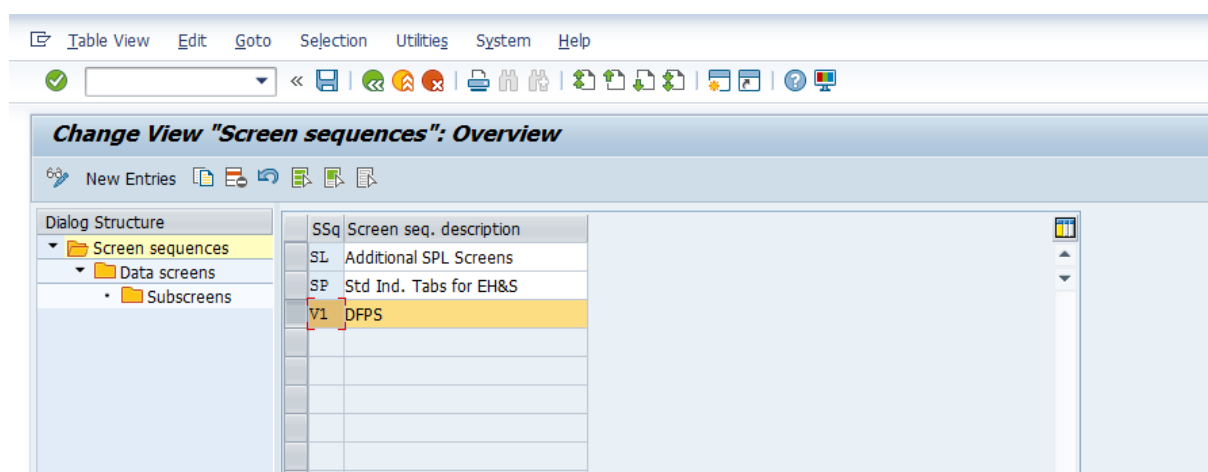 Table View Edit Goto Selection Utilities System Help
Change View "Screen sequences": Overview
New Entries
Dialog Structure
Screen sequences
Data screens
Subscreens
SSq Screen seq. description
SL Additional SPL Screens
SP Std Ind. Tabs for EH&S
V1 DFPS